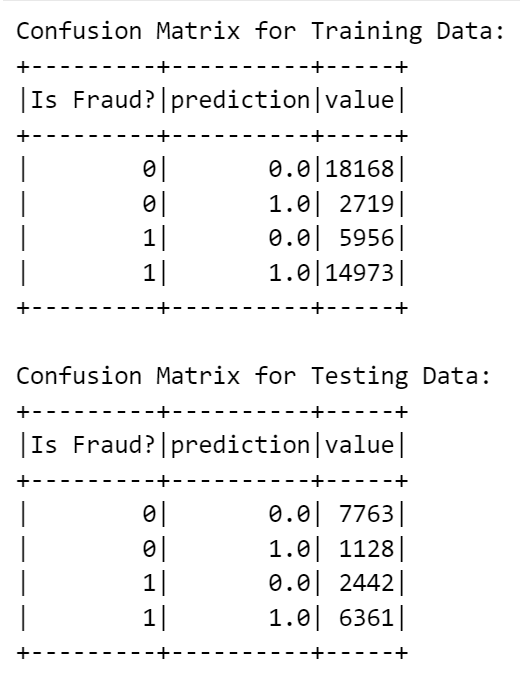 Confusion Matrix for Training Data:
+---------+----------+-----+
|Is Fraud?|prediction|value|
+---------+----------+-----+
|        0|       0.0|18168|
|        0|       1.0| 2719|
|        1|       0.0| 5956|
|        1|       1.0|14973|
+---------+----------+-----+
Confusion Matrix for Testing Data:
+---------+----------+-----+
|Is Fraud?|prediction|value|
+---------+----------+-----+
|        0|       0.0| 7763|
|        0|       1.0| 1128|
|        1|       0.0| 2442|
|        1|       1.0| 6361|
+---------+----------+-----+